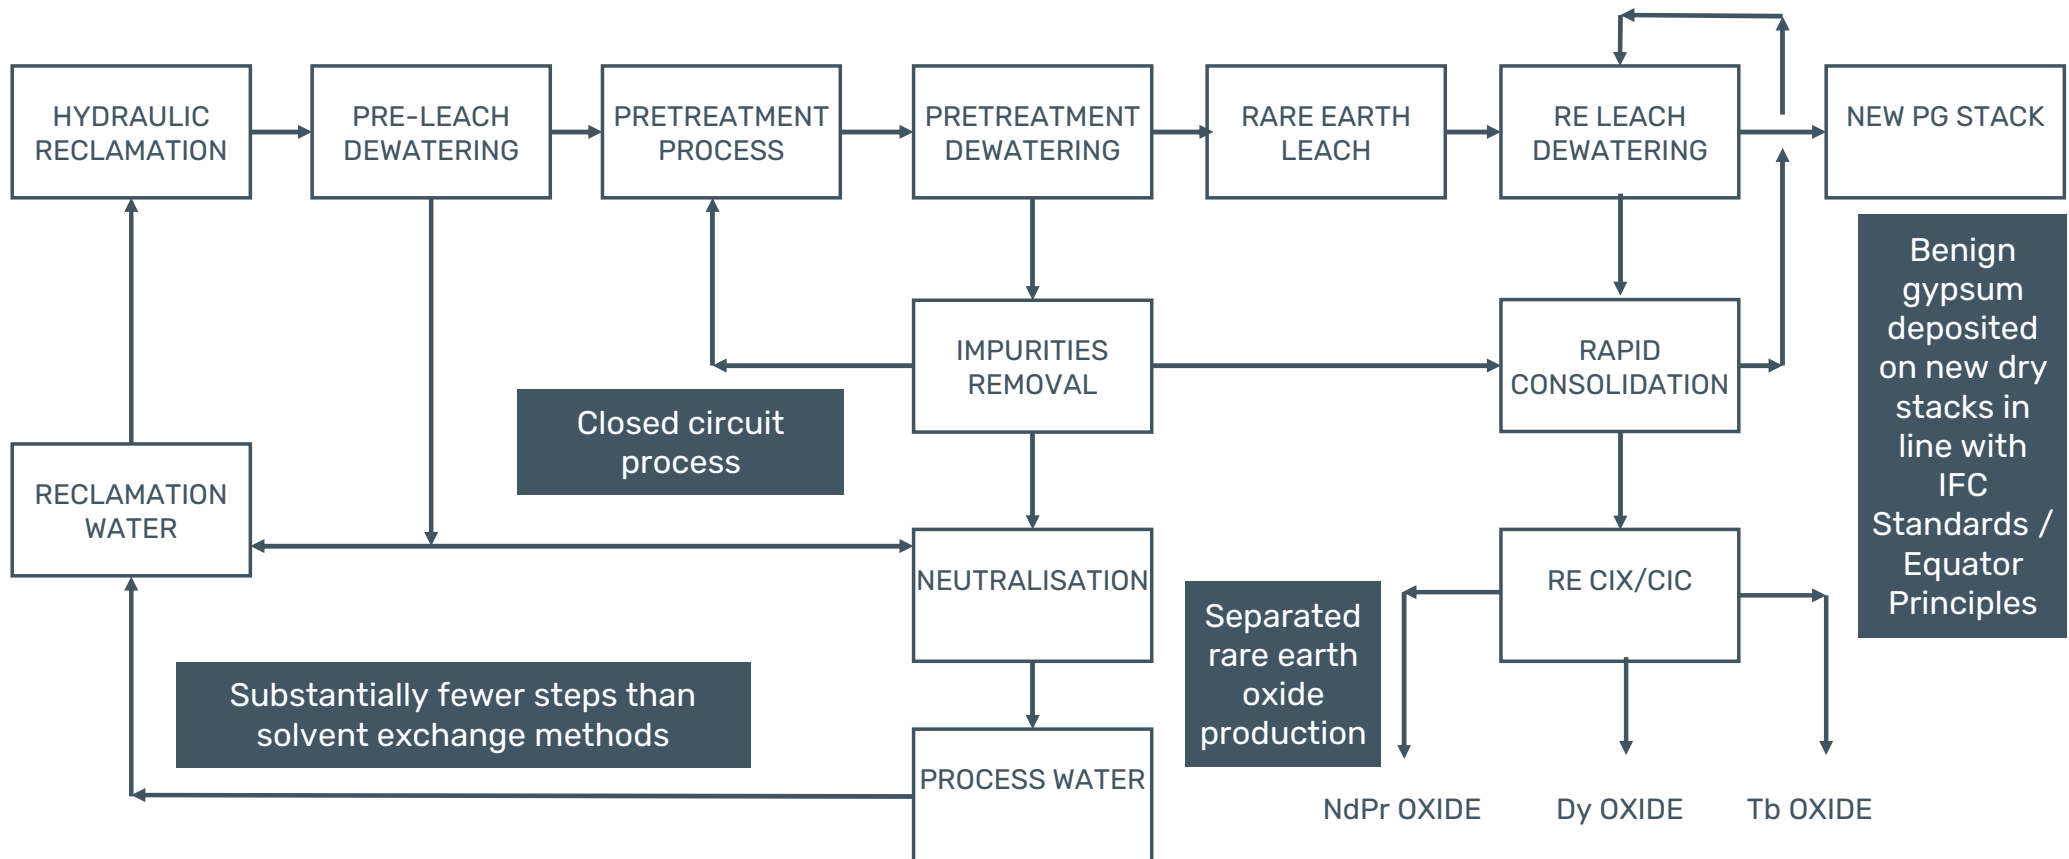 HYDRAULIC
RECLAMATION
PRE-LEACH
DEWATERING
PRETREATMENT
PROCESS
PRETREATMENT
DEWATERING
RARE EARTH
LEACH
RE LEACH
DEWATERING
NEW PG STACK
Benign
gypsum
deposited
on new dry
stacks in
line with
IFC
Standards /
Equator
Principles
IMPURITIES
REMOVAL
RAPID
CONSOLIDATION
Closed circuit
process
RECLAMATION
WATER
NEUTRALISATION
RE CIX/CIC
Separated
rare earth
oxide
production
Substantially fewer steps than
solvent exchange methods
PROCESS WATER
NdPr OXIDE
Dy OXIDE
Tb OXIDE